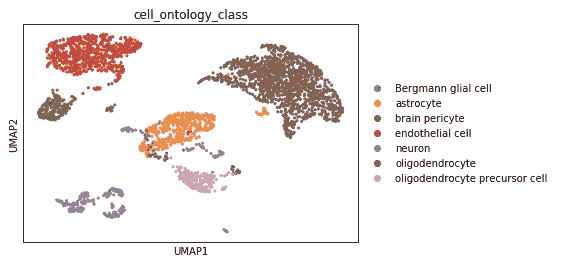 cell_ontology_class
UMAP2
UMAP1
Bergmann glial cell
astrocyte
brain pericyte
endothelial cell
neuron
oligodendrocyte
oligodendrocyte precursor cell